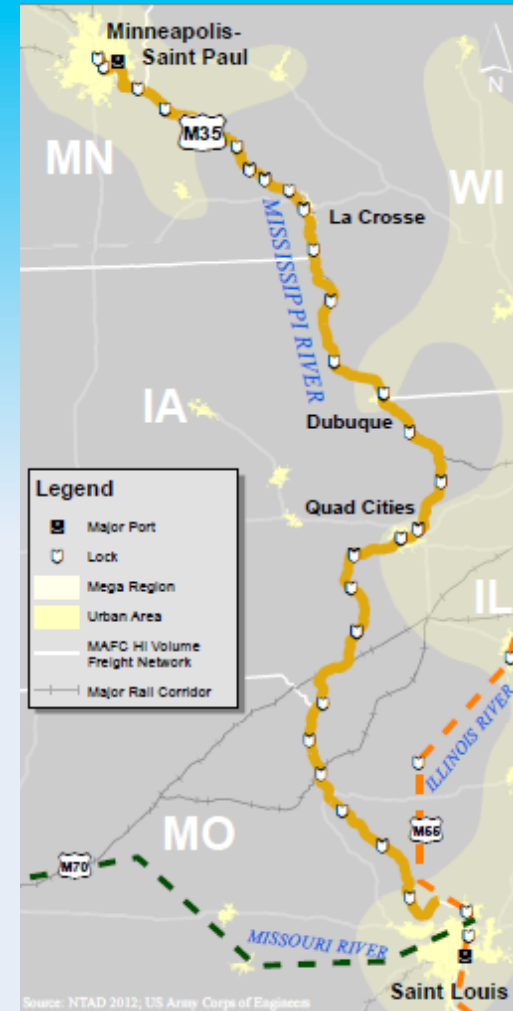 Minneapolis-
Saint Paul
N
M35
MN
WI
La Crosse
MISSISSIPPI RIVER
IA
Dubuque
Quad Cities
Legend
Major Port
Lock
Mega Region
Urban Area
MAFC Hi Volume
Freight Network
Major Rail Corridor
IL
ILLINOIS RIVER
M55
MO
M70
MISSOURI RIVER
Saint Louis
Source: NTAD 2012; US Army Corps of Engineers